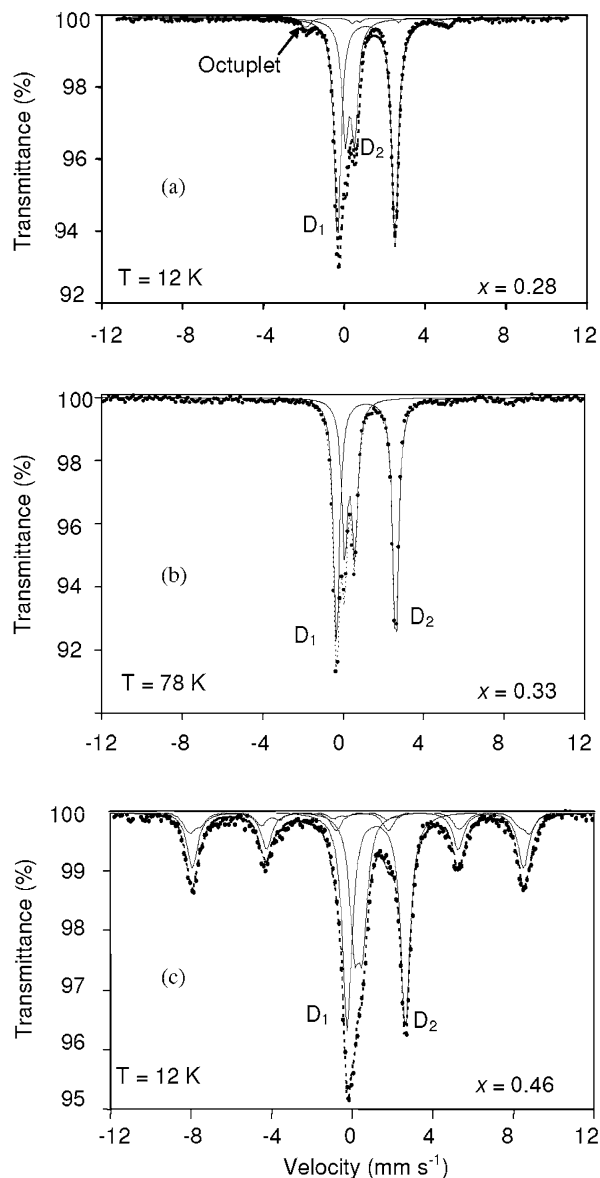 100
Octuplet
98
96
D₂
(a)
94
D₁
92
T = 12 K
x = 0.28
Transmittance (%)
-12 -8 -4 0 4 8 12
100
98
96
94
(b)
92
D₁
D₂
T = 78 K
x = 0.33
Transmittance (%)
-12 -8 -4 0 4 8 12
100
99
98
97
(c)
D₁
D₂
96
T = 12 K
x = 0.46
95
Transmittance (%)
-12 -8 -4 0 4 8 12
Velocity (mm s⁻¹)